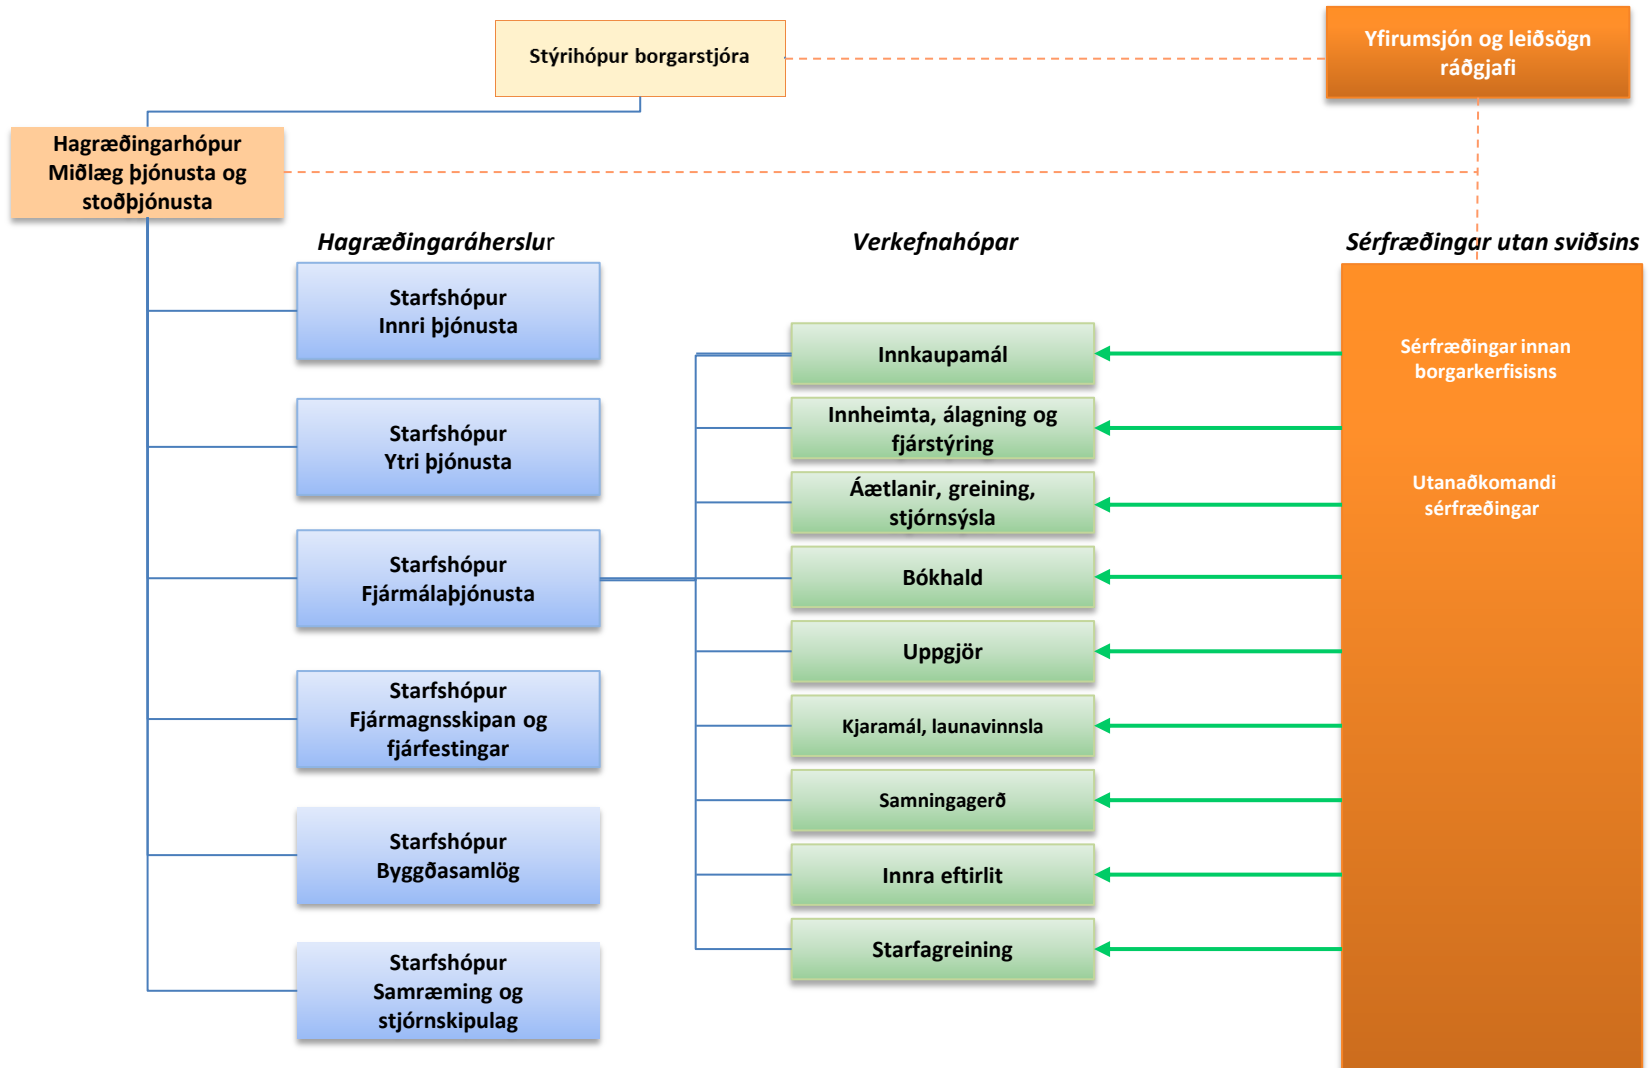 Stýrihópur borgarstjóra
Yfirumsjón og leiðsögn
ráðgjafi
Hagræðingarhópur
Miðlæg þjónusta og
stoðþjónusta
Hagræðingaráherslur
Verkefnahópar
Sérfræðingar utan sviðsins
Starfshópur
Innri þjónusta
Starfshópur
Ytri þjónusta
Starfshópur
Fjármálaþjónusta
Starfshópur
Fjármagnsskipan og
fjárfestingar
Starfshópur
Byggðasamlög
Starfshópur
Samræming og
stjórnskipulag
Innkaupamál
Innheimta, álagning og
fjárstýring
Áætlanir, greining,
stjórnsýsla
Bókhald
Uppgjör
Kjaramál, launavinnsla
Samningagerð
Innra eftirlit
Starfagreining
Sérfræðingar innan
borgarkerfisisns
Utanaðkomandi
sérfræðingar